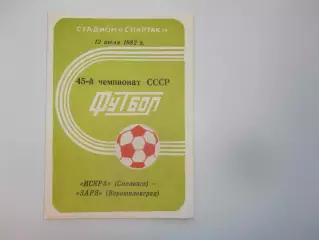 СТАДИОН «СПАРТАК»
12 июля 1982 г.
45-й чемпионат СССР
ФУТБОЛ
«ИСКРА» (Смоленск) —
«ЗАРЯ» (Ворошиловград)